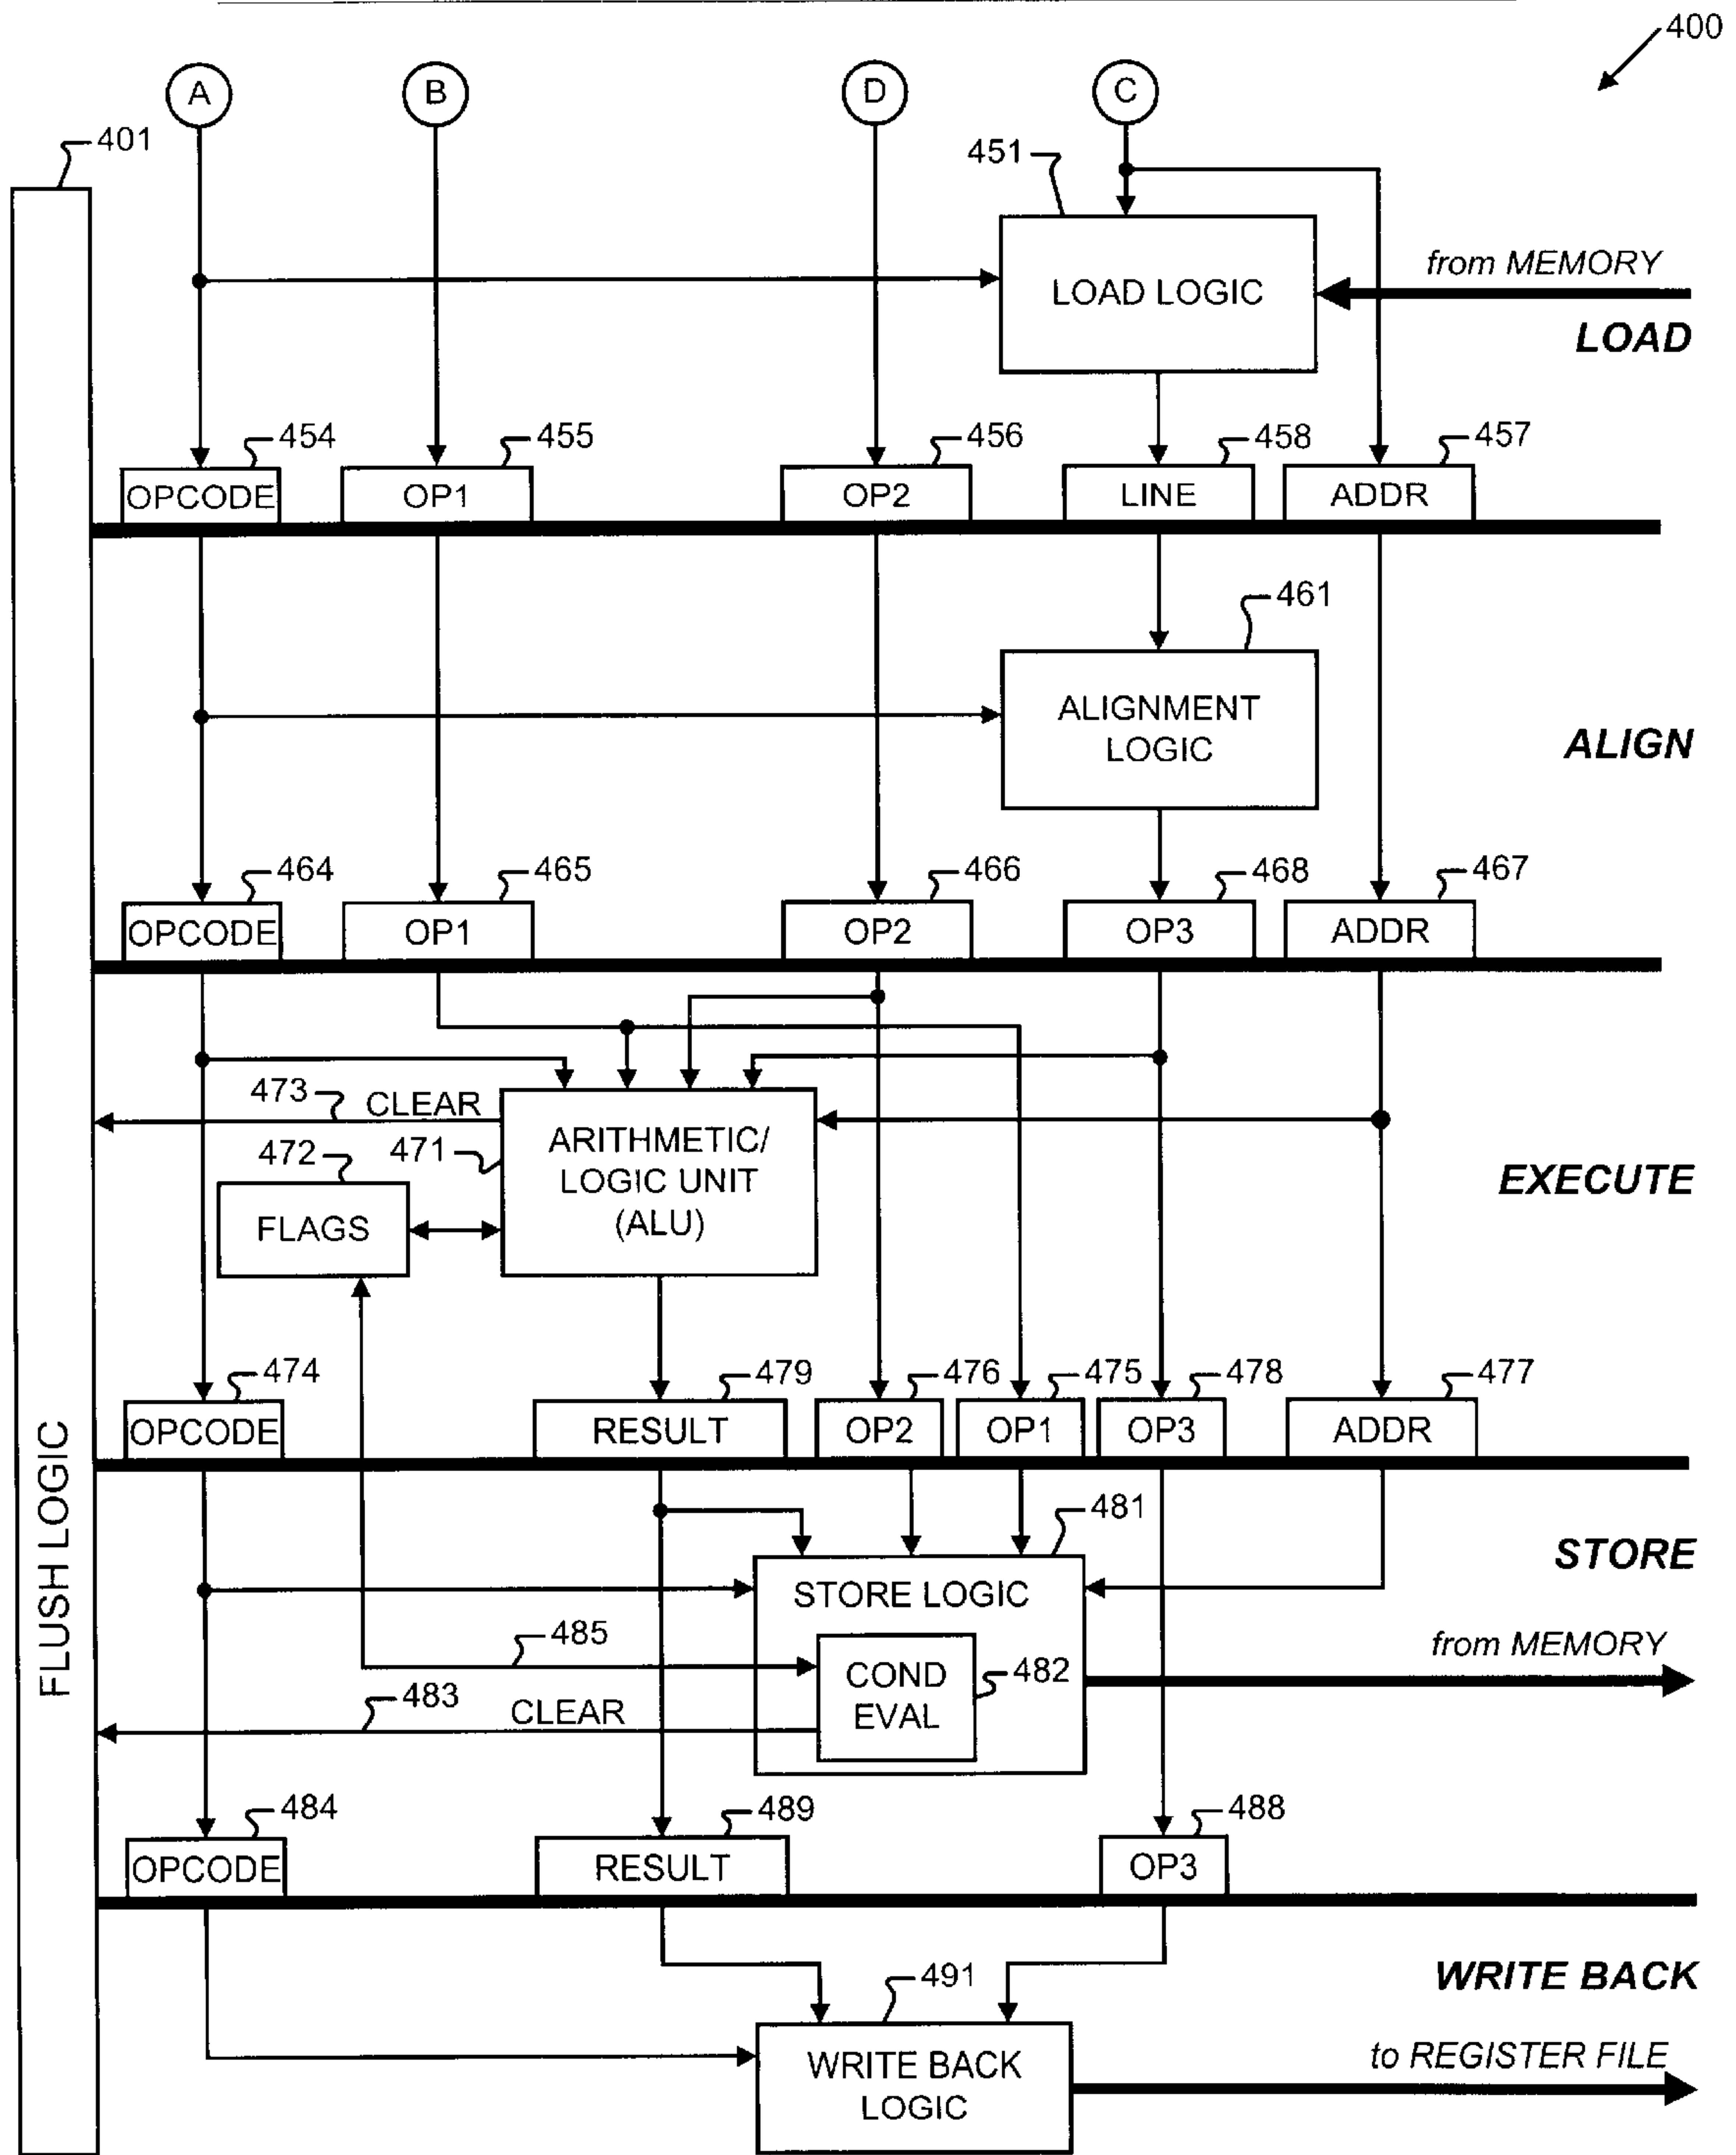 400
A
B
D
C
401
451
from MEMORY
LOAD LOGIC
LOAD
454
455
456
458
457
OPCODE
OP1
OP2
LINE
ADDR
461
ALIGNMENT
LOGIC
ALIGN
464
465
466
468
467
OPCODE
OP1
OP2
OP3
ADDR
473
CLEAR
472
471
ARITHMETIC/
LOGIC UNIT
(ALU)
FLAGS
EXECUTE
474
479
476
475
478
477
OPCODE
RESULT
OP2
OP1
OP3
ADDR
FLUSH LOGIC
481
STORE
STORE LOGIC
485
from MEMORY
COND
EVAL
482
483
CLEAR
484
489
488
OPCODE
RESULT
OP3
491
WRITE BACK
WRITE BACK
LOGIC
to REGISTER FILE